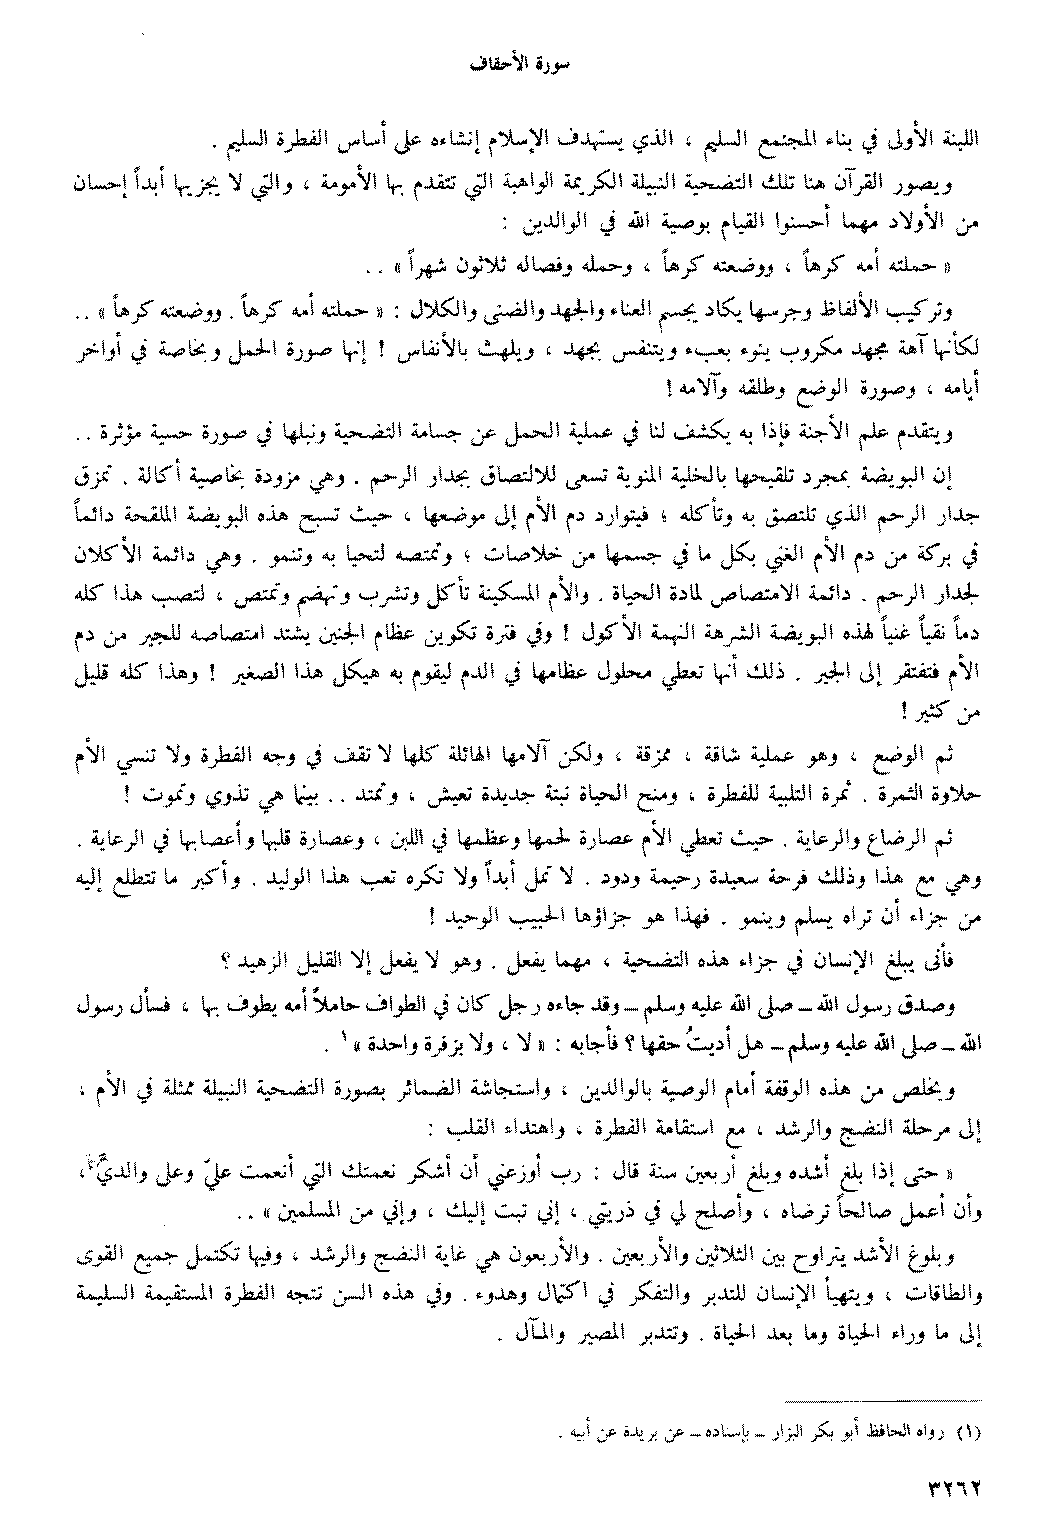 سورة الأحقاف
اللبنة الأولى في بناء المجتمع السليم ، الذي يستهدف الإسلام إنشاءه على أساس الفطرة السليم .
ويصور القرآن هنا تلك التضحية النبيلة الكريمة الواهبة التي تتقدم بها الأمومة ، والتي لا يجزيها أبداً إحسان
من الأولاد مهما أحسنوا القيام بوصية الله في الوالدين :
« حملته أمه كرهاً ، ووضعته كرهاً ، وحمله وفصاله ثلاثون شهراً » ..
وتركيب الألفاظ وجرسها يكاد يجسم العناء والجهد والضنى والكلال : « حملته أمه كرهاً . ووضعته كرهاً » ..
لكأنها آهة مجهد مكروب ينوء بعبء ويتنفس بجهد ، ويلهث بالأنفاس ! إنها صورة الحمل وبخاصة في أواخر
أيامه ، وصورة الوضع وطلقه وآلامه !
ويتقدم علم الأجنة فإذا به يكشف لنا في عملية الحمل عن جسامة التضحية ونبلها في صورة حسية مؤثرة ..
إن البويضة بمجرد تلقيحها بالخلية المنوية تسعى للالتصاق بجدار الرحم . وهي مزودة بخاصية أكالة . تمزق
جدار الرحم الذي تلتصق به وتأكله ؛ فيتوارد دم الأم إلى موضعها ، حيث تسبح هذه البويضة الملقحة دائماً
في بركة من دم الأم الغني بكل ما في جسمها من خلاصات ؛ وتمتصه لتحيا به وتنمو . وهي دائمة الأكلان
لجدار الرحم . دائمة الامتصاص لمادة الحياة . والأم المسكينة تأكل وتشرب وتهضم وتمتص ، لتصب هذا كله
دماً نقياً غنياً لهذه البويضة الشرهة النهمة الأكول ! وفي فترة تكوين عظام الجنين يشتد امتصاصه للجير من دم
الأم فتفتقر إلى الجير . ذلك أنها تعطي محلول عظامها في الدم ليقوم به هيكل هذا الصغير ! وهذا كله قليل
من كثير !
ثم الوضع ، وهو عملية شاقة ، ممزقة ، ولكن آلامها الهائلة كلها لا تقف في وجه الفطرة ولا تنسي الأم
حلاوة الثمرة . ثمرة التلبية للفطرة ، ومنح الحياة نبتة جديدة تعيش ، وتمتد .. بينما هي تذوي وتموت !
ثم الرضاع والرعاية . حيث تعطي الأم عصارة لحمها وعظمها في اللبن ، وعصارة قلبها وأعصابها في الرعاية .
وهي مع هذا وذلك فرحة سعيدة رحيمة ودود . لا تمل أبداً ولا تكره تعب هذا الوليد . وأكبر ما تتطلع إليه
من جزاء أن تراه يسلم وينمو . فهذا هو جزاؤها الحبيب الوحيد !
فأنى يبلغ الإنسان في جزاء هذه التضحية ، مهما يفعل . وهو لا يفعل إلا القليل الزهيد ؟
وصدق رسول الله – صلى الله عليه وسلم – وقد جاءه رجل كان في الطواف حاملاً أمه يطوف بها ، فسأل رسول
الله – صلى الله عليه وسلم – هل أديتُ حقها ؟ فأجابه : « لا ، ولا بزفرة واحدة » ١ .
ويخلص من هذه الوقفة أمام الوصية بالوالدين ، واستجاشة الضمائر بصورة التضحية النبيلة ممثلة في الأم ،
إلى مرحلة النضج والرشد ، مع استقامة الفطرة ، واهتداء القلب :
« حتى إذا بلغ أشده وبلغ أربعين سنة قال : رب أوزعني أن أشكر نعمتك التي أنعمت عليّ وعلى والديّ ،
وأن أعمل صالحاً ترضاه ، وأصلح لي في ذريتي ، إني تبت إليك ، وإني من المسلمين » ..
وبلوغ الأشد يتراوح بين الثلاثين والأربعين . والأربعون هي غاية النضج والرشد ، وفيها تكتمل جميع القوى
والطاقات ، ويتهيأ الإنسان للتدبر والتفكر في اكتمال وهدوء . وفي هذه السن تتجه الفطرة المستقيمة السليمة
إلى ما وراء الحياة وما بعد الحياة . وتتدبر المصير والمآل .
(١) رواه الحافظ أبو بكر البزار – بإسناده – عن بريدة عن أبيه .
٣٢٦٢